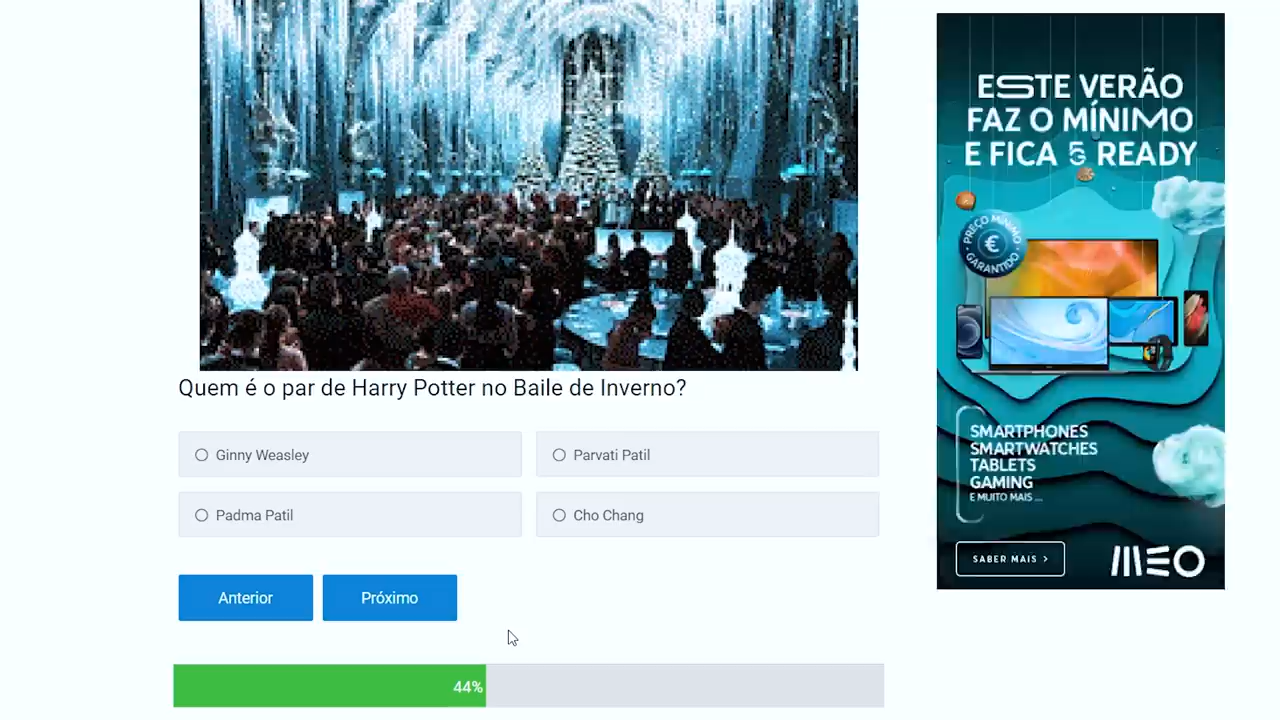 Quem é o par de Harry Potter no Baile de Inverno?
Ginny Weasley
Parvati Patil
Padma Patil
Cho Chang
Anterior
Próximo
44%
ESTE VERÃO
FAZ O MÍNIMO
E FICA 5G READY
PREÇO MÍNIMO
€
GARANTIDO
SMARTPHONES
SMARTWATCHES
TABLETS
GAMING
E MUITO MAIS ...
SABER MAIS >
MEO